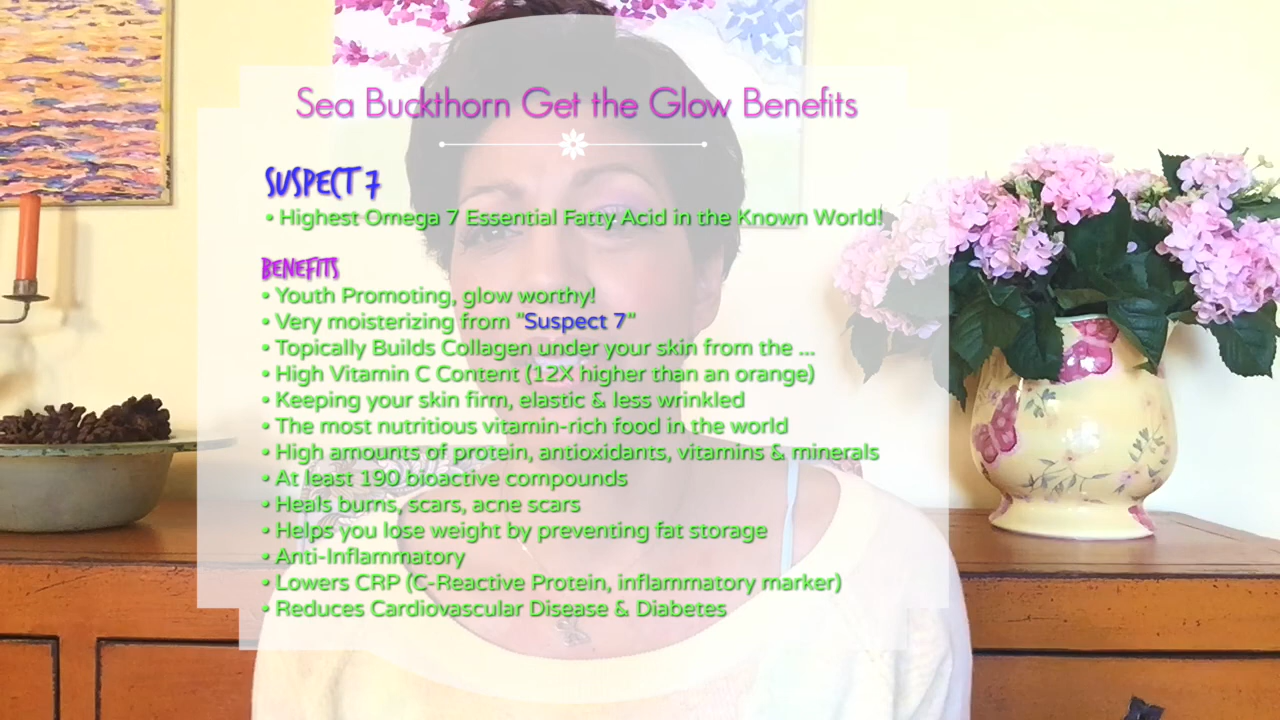 Sea Buckthorn Get the Glow Benefits
SUSPECT 7
• Highest Omega 7 Essential Fatty Acid in the Known World!
BENEFITS
• Youth Promoting, glow worthy!
• Very moisterizing from "Suspect 7"
• Topically Builds Collagen under your skin from the ...
• High Vitamin C Content (12X higher than an orange)
• Keeping your skin firm, elastic & less wrinkled
• The most nutritious vitamin-rich food in the world
• High amounts of protein, antioxidants, vitamins & minerals
• At least 190 bioactive compounds
• Heals burns, scars, acne scars
• Helps you lose weight by preventing fat storage
• Anti-Inflammatory
• Lowers CRP (C-Reactive Protein, inflammatory marker)
• Reduces Cardiovascular Disease & Diabetes